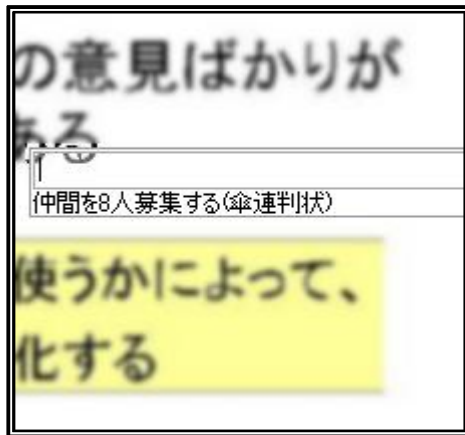 の意見ばかりが
ある
仲間を8人募集する(傘連判状)
使うかによって、
化する